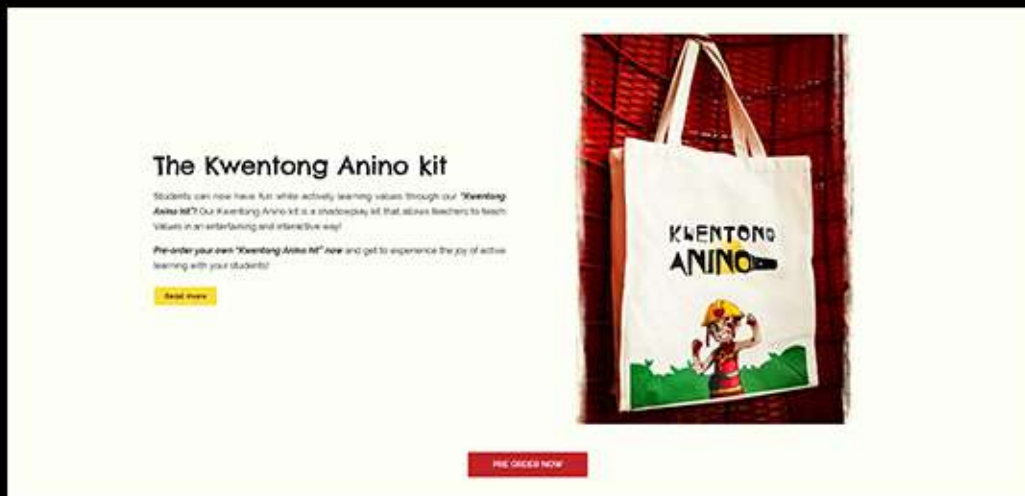 The Kwentong Anino kit
Students can now have fun while actively learning values through our "Kwentong
Anino kit"! Our Kwentong Anino kit is a shadowplay kit that allows teachers to teach
Values in an entertaining and interactive way!
Pre-order your own "Kwentong Anino kit" now and get to experience the joy of active
learning with your students!
Read more
KWENTONG
ANINO
PRE ORDER NOW